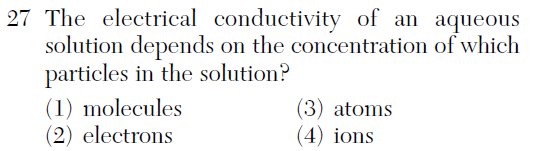 27 The electrical conductivity of an aqueous
solution depends on the concentration of which
particles in the solution?
(1) molecules (3) atoms
(2) electrons (4) ions